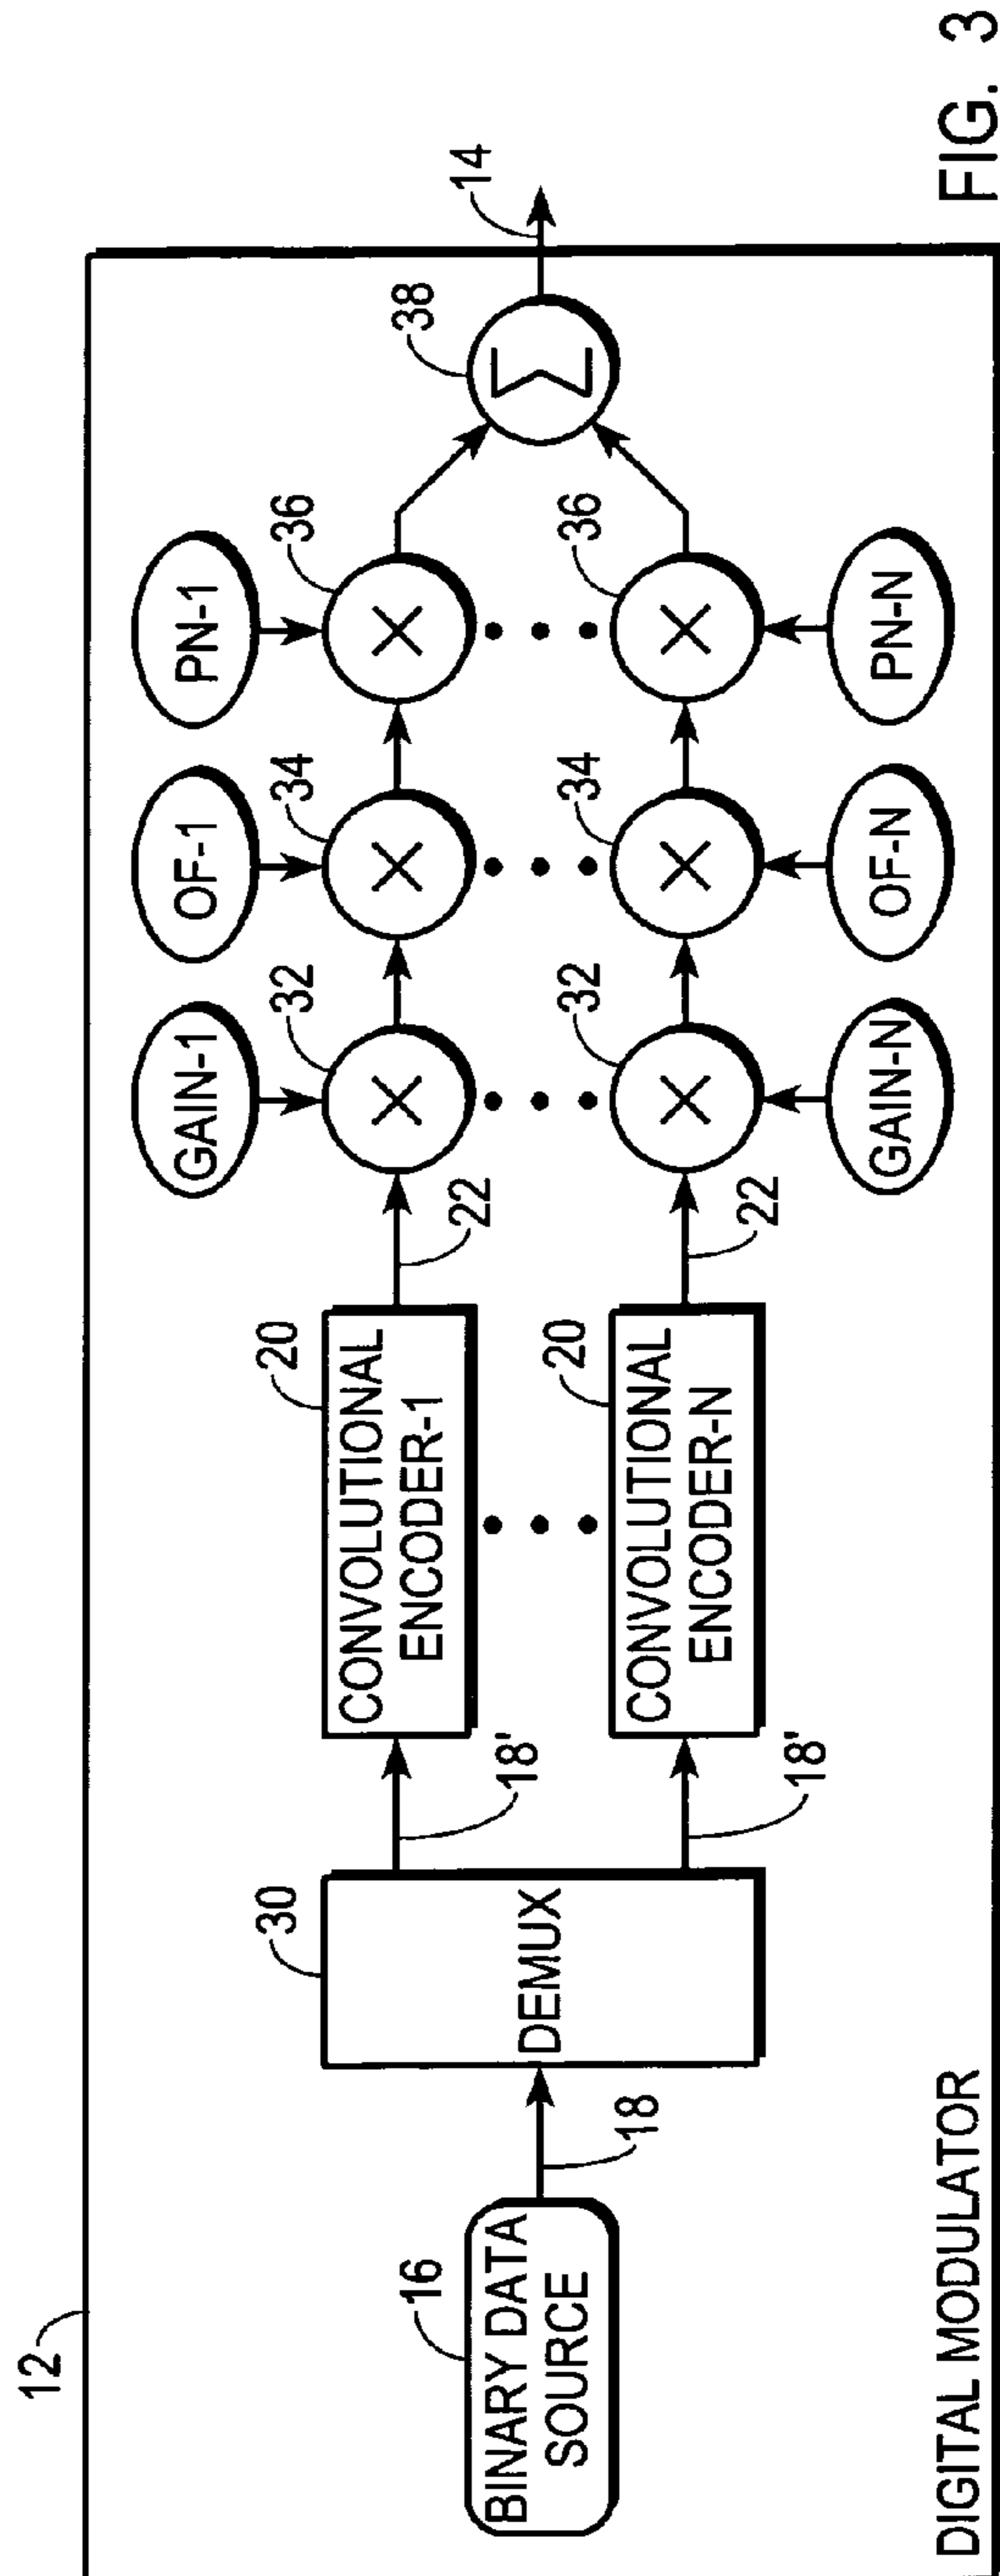 12
16
BINARY DATA
SOURCE
18
30
DEMUX
18'
18'
20
CONVOLUTIONAL
ENCODER-1
20
CONVOLUTIONAL
ENCODER-N
22
22
GAIN-1
32
32
GAIN-N
OF-1
34
34
OF-N
PN-1
36
36
PN-N
38
Σ
14
DIGITAL MODULATOR
FIG. 3